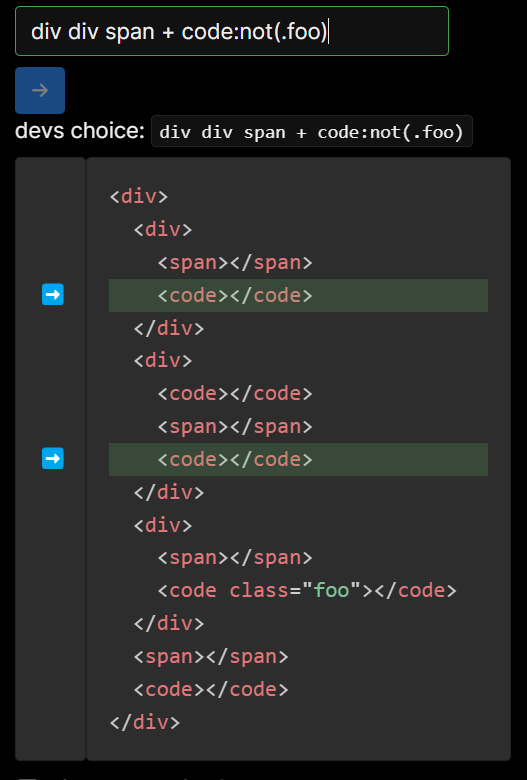 div div span + code:not(.foo)
devs choice: div div span + code:not(.foo)
<div>
<div>
<span></span>
<code></code>
</div>
<div>
<code></code>
<span></span>
<code></code>
</div>
<div>
<span></span>
<code class="foo"></code>
</div>
<span></span>
<code></code>
</div>